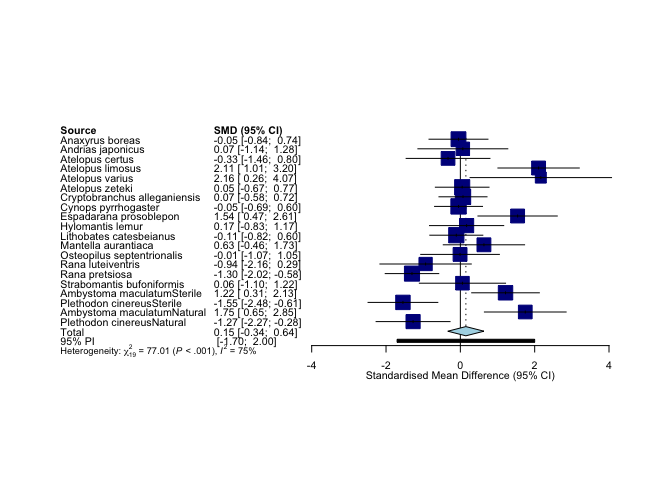 Source SMD (95% CI)
Anaxyrus boreas -0.05 [-0.84; 0.74]
Andrias japonicus 0.07 [-1.14; 1.28]
Atelopus certus -0.33 [-1.46; 0.80]
Atelopus limosus 2.11 [1.01; 3.20]
Atelopus varius 2.16 [0.26; 4.07]
Atelopus zeteki 0.05 [-0.67; 0.77]
Cryptobranchus alleganiensis 0.07 [-0.58; 0.72]
Cynops pyrrhogaster -0.05 [-0.69; 0.60]
Espadarana prosoblepon 1.54 [0.47; 2.61]
Hylomantis lemur 0.17 [-0.83; 1.17]
Lithobates catesbeianus -0.11 [-0.82; 0.60]
Mantella aurantiaca 0.63 [-0.46; 1.73]
Osteopilus septentrionalis -0.01 [-1.07; 1.05]
Rana luteiventris -0.94 [-2.16; 0.29]
Rana pretsiosa -1.30 [-2.02; -0.58]
Strabomantis bufoniformis 0.06 [-1.10; 1.22]
Ambystoma maculatumSterile 1.22 [0.31; 2.13]
Plethodon cinereusSterile -1.55 [-2.48; -0.61]
Ambystoma maculatumNatural 1.75 [0.65; 2.85]
Plethodon cinereusNatural -1.27 [-2.27; -0.28]
Total 0.15 [-0.34; 0.64]
95% PI [-1.70; 2.00]
Heterogeneity: χ²₁₉ = 77.01 (P < .001), I² = 75%
-4 -2 0 2 4
Standardised Mean Difference (95% CI)